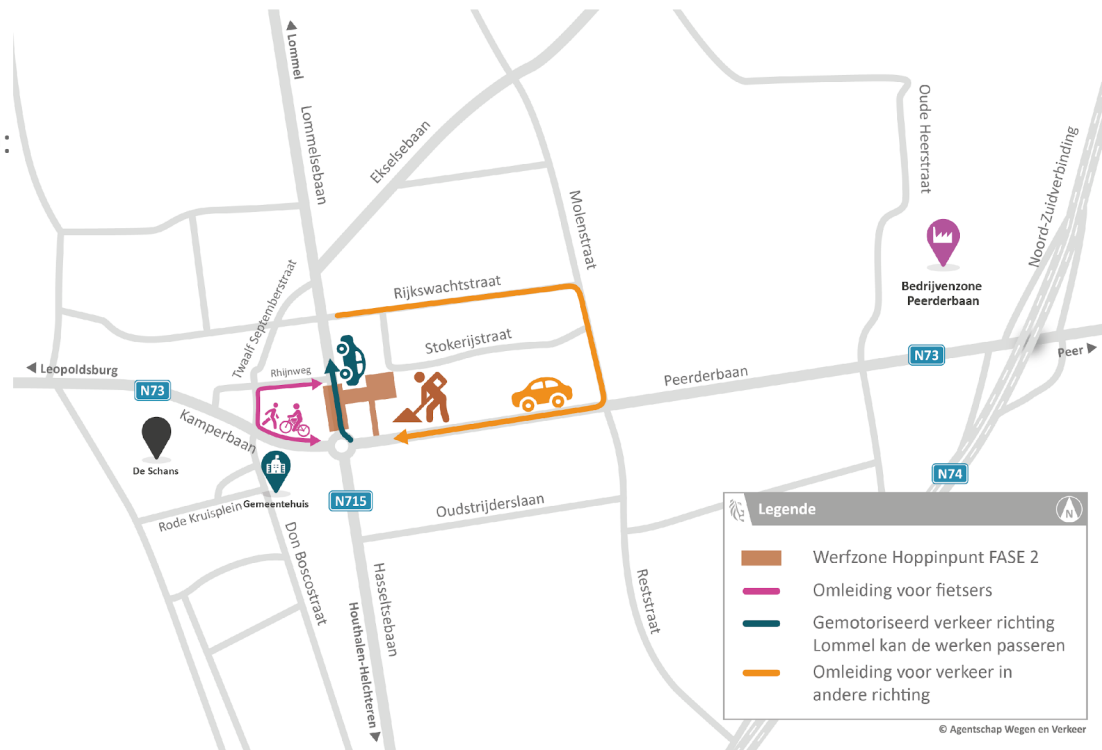 Lommel
Lommelsebaan
Ekselsebaan
Oude Heerstraat
Noord-Zuidverbinding
Molenstraat
Twaalf Septemberstraat
Rijkswachtstraat
Bedrijvenzone
Peerderbaan
Stokerijstraat
Leopoldsburg
Rhijnweg
N73
Peer
Peerderbaan
N73
Kamperbaan
De Schans
Gemeentehuis
N715
N74
Rode Kruisplein
Oudstrijderslaan
Don Boscostraat
Hasseltsebaan
Houthalen-Helchteren
Reststraat
Legende
N
Werfzone Hoppinpunt FASE 2
Omleiding voor fietsers
Gemotoriseerd verkeer richting
Lommel kan de werken passeren
Omleiding voor verkeer in
andere richting
© Agentschap Wegen en Verkeer